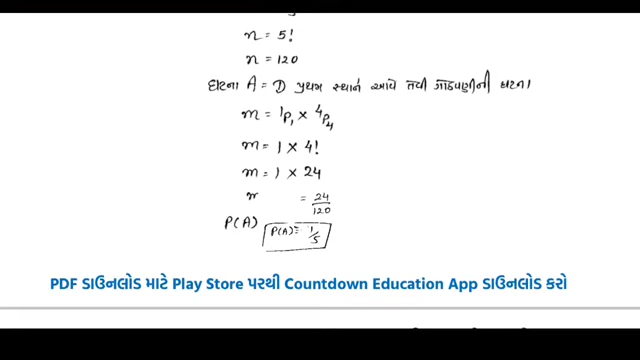 n = 5!
n = 120
ઘટના A = D પ્રથમ સ્થાને આવે તેવી ગોઠવણીની ઘટના
m = ¹P₁ × ⁴P₄
m = 1 × 4!
m = 1 × 24
= 24/120
P(A)
P(A) = 1/5
PDF ડાઉનલોડ માટે Play Store પરથી Countdown Education App ડાઉનલોડ કરો